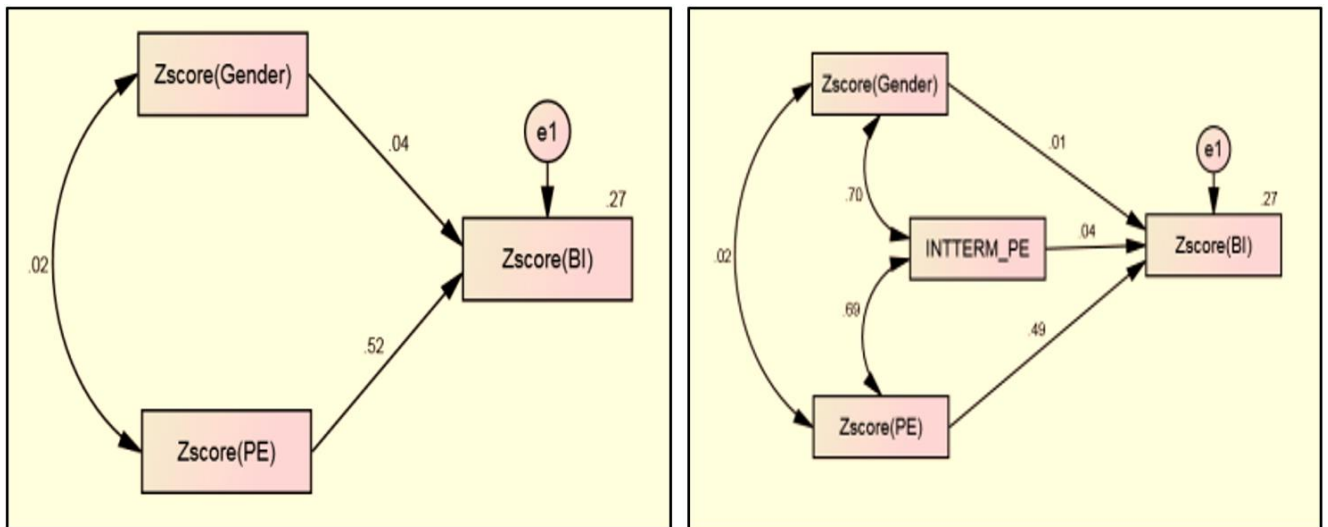 Zscore(Gender)
e1
.04
.27
Zscore(BI)
.02
.52
Zscore(PE)
Zscore(Gender)
.01
e1
.27
.70
INTTERM_PE
.04
Zscore(BI)
.02
.69
.49
Zscore(PE)